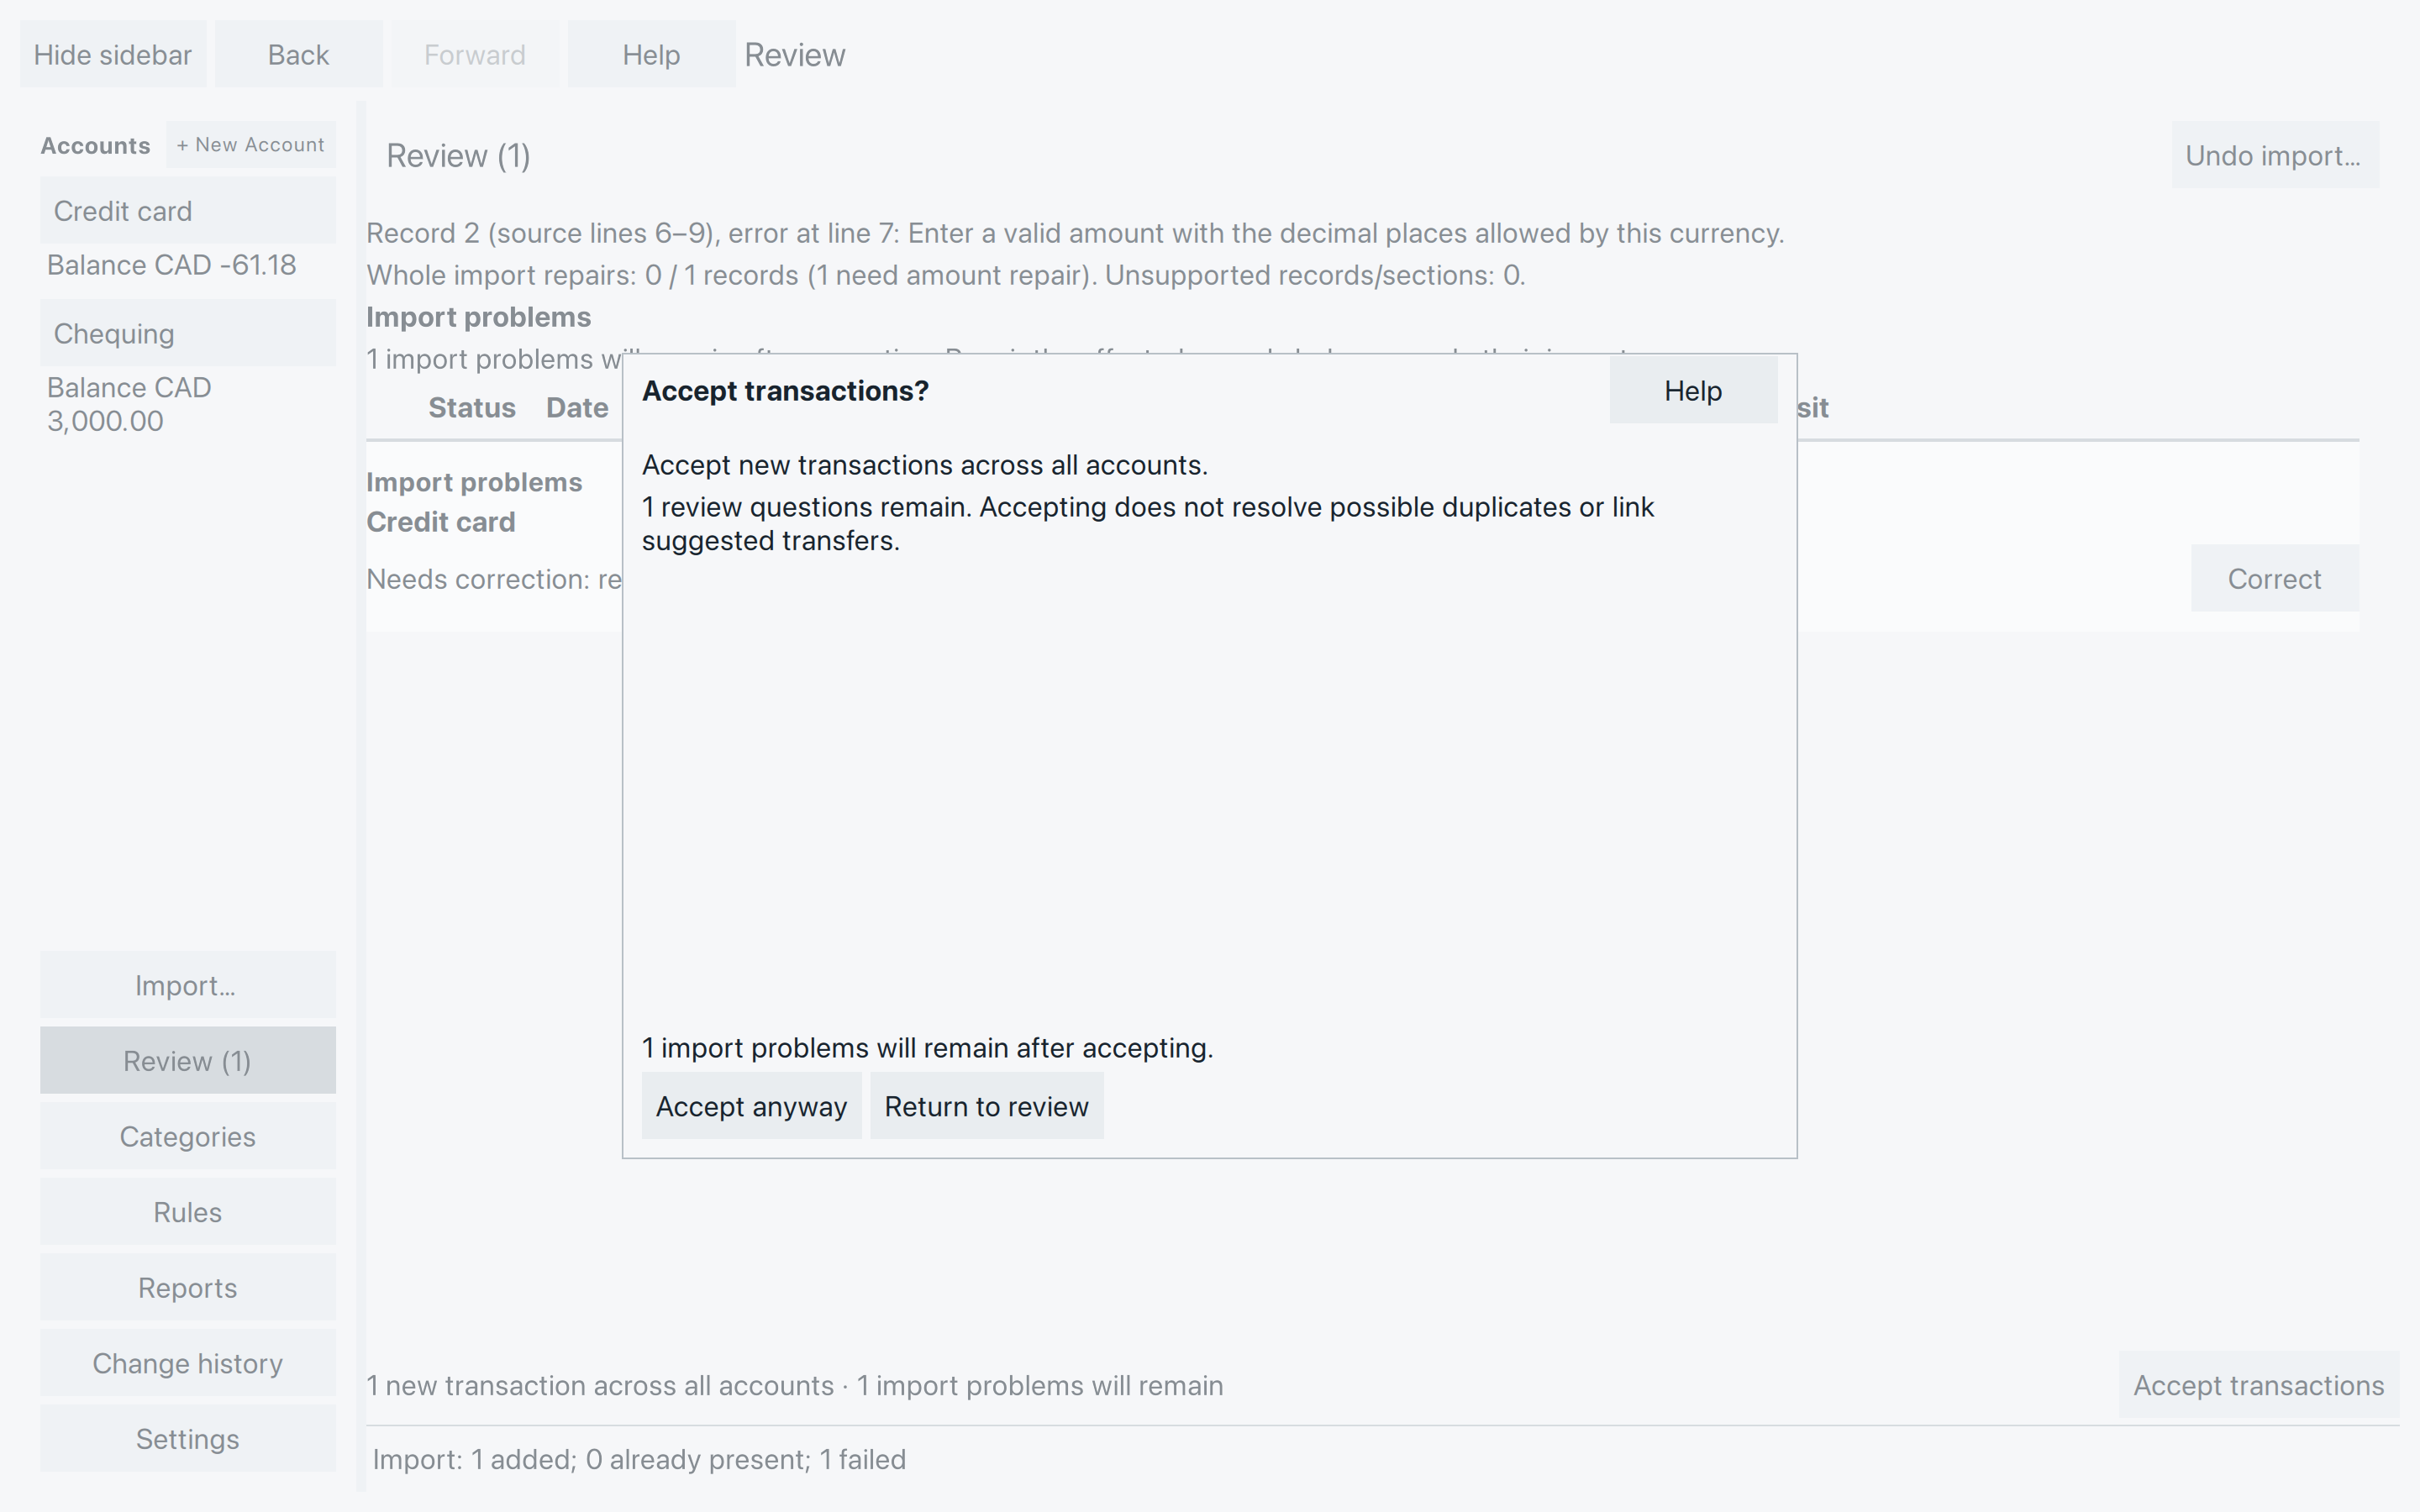 Hide sidebar Back Forward Help Review
Accounts + New Account
Credit card
Balance CAD -61.18
Chequing
Balance CAD
3,000.00
Import…
Review (1)
Categories
Rules
Reports
Change history
Settings
Review (1) Undo import…
Record 2 (source lines 6–9), error at line 7: Enter a valid amount with the decimal places allowed by this currency.
Whole import repairs: 0 / 1 records (1 need amount repair). Unsupported records/sections: 0.
Import problems
1 import problems
Status Date
Import problems
Credit card
Needs correction:
Correct
Accept transactions? Help
Accept new transactions across all accounts.
1 review questions remain. Accepting does not resolve possible duplicates or link
suggested transfers.
1 import problems will remain after accepting.
Accept anyway Return to review
1 new transaction across all accounts · 1 import problems will remain Accept transactions
Import: 1 added; 0 already present; 1 failed